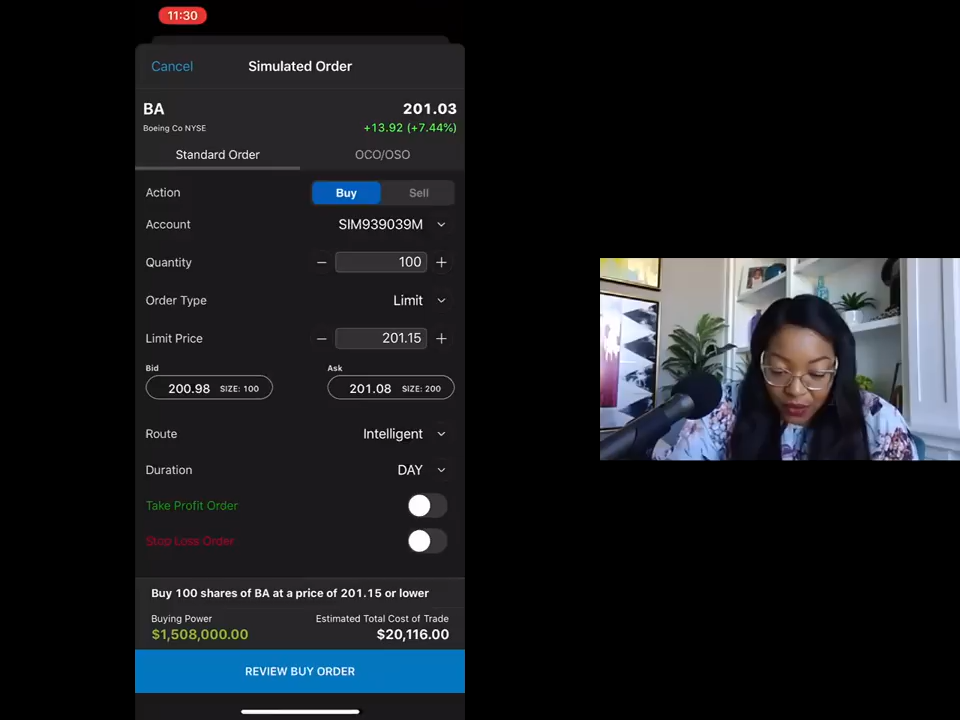 11:30
Cancel
Simulated Order
BA
201.03
Boeing Co NYSE
+13.92 (+7.44%)
Standard Order
OCO/OSO
Action
Buy
Sell
Account
SIM939039M
Quantity
100
Order Type
Limit
Limit Price
201.15
Bid
Ask
200.98 SIZE: 100
201.08 SIZE: 200
Route
Intelligent
Duration
DAY
Take Profit Order
Stop Loss Order
Buy 100 shares of BA at a price of 201.15 or lower
Buying Power
Estimated Total Cost of Trade
$1,508,000.00
$20,116.00
REVIEW BUY ORDER